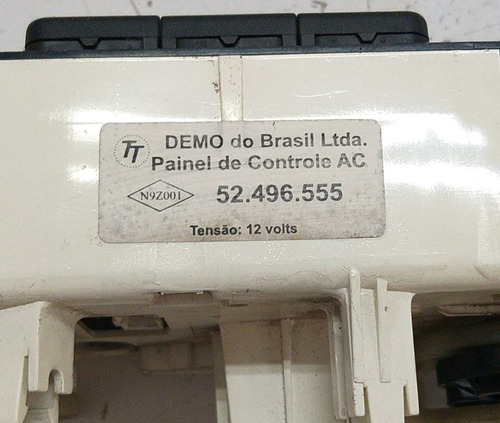 TT DEMO do Brasil Ltda.
Painel de Controle AC
N9Z001 52.496.555
Tensão: 12 volts